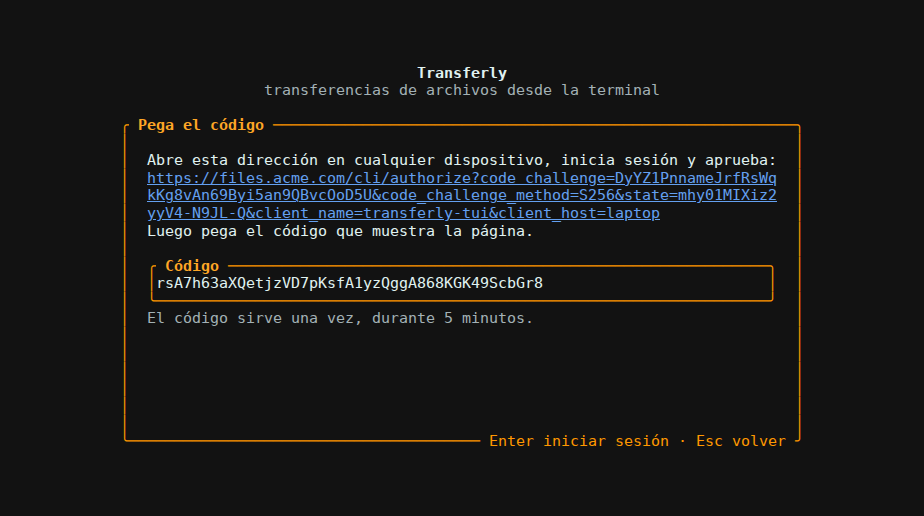 Transferly
transferencias de archivos desde la terminal
Pega el código
Abre esta dirección en cualquier dispositivo, inicia sesión y aprueba:
https://files.acme.com/cli/authorize?code_challenge=DyYZ1PnnameJrfRsWq
kKg8vAn69Byi5an9QBvcOoD5U&code_challenge_method=S256&state=mhy01MIXiz2
yyV4-N9JL-Q&client_name=transferly-tui&client_host=laptop
Luego pega el código que muestra la página.
Código
rsA7h63aXQetjzVD7pKsfA1yzQggA868KGK49ScbGr8
El código sirve una vez, durante 5 minutos.
Enter iniciar sesión · Esc volver